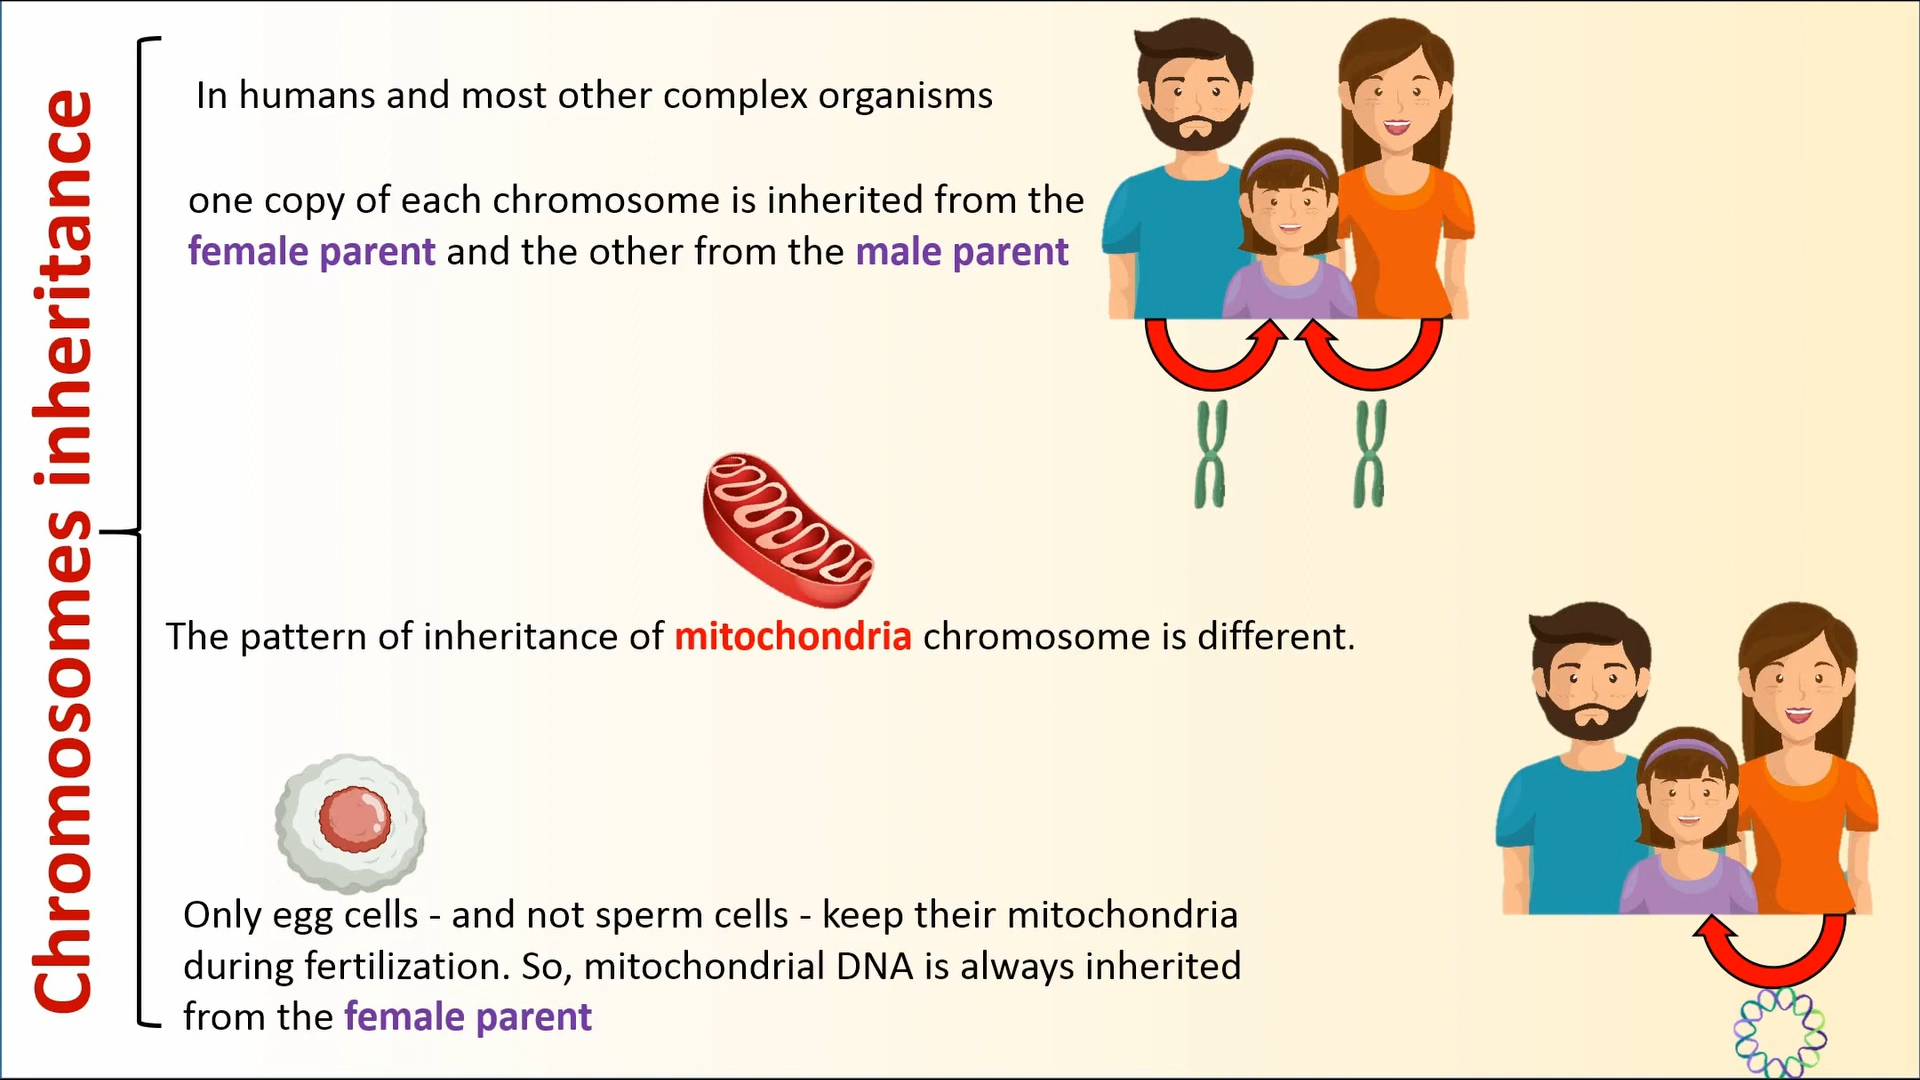 Chromosomes inheritance
In humans and most other complex organisms
one copy of each chromosome is inherited from the
female parent and the other from the male parent
The pattern of inheritance of mitochondria chromosome is different.
Only egg cells - and not sperm cells - keep their mitochondria
during fertilization. So, mitochondrial DNA is always inherited
from the female parent